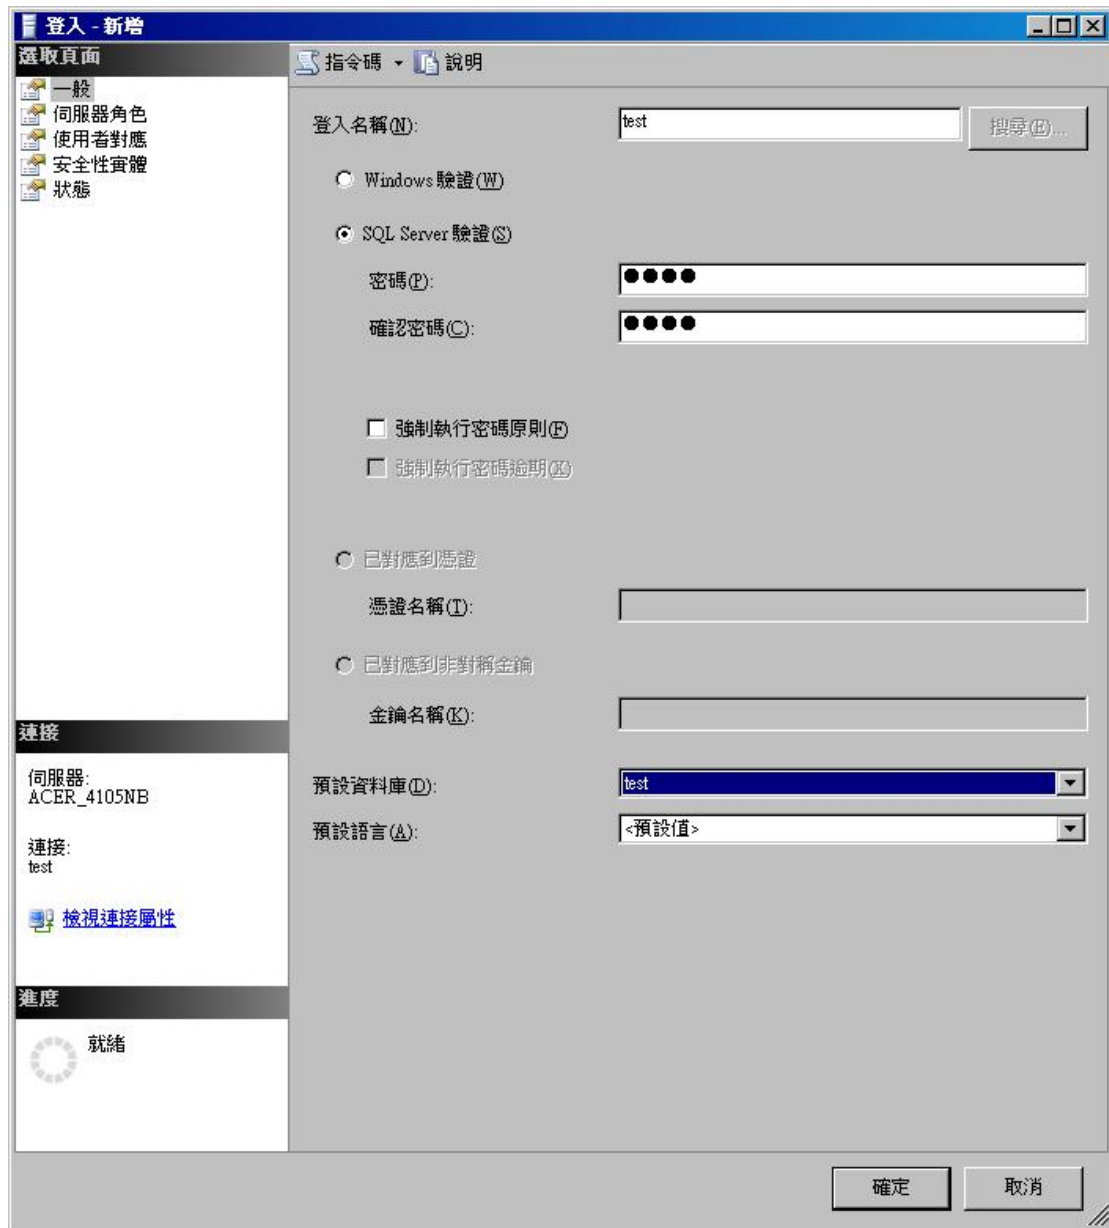 登入 - 新增
選取頁面
一般
伺服器角色
使用者對應
安全性實體
狀態
指令碼 說明
登入名稱(N): test 搜尋(E)...
Windows 驗證(W)
SQL Server 驗證(S)
密碼(P): ●●●●
確認密碼(C): ●●●●
強制執行密碼原則(F)
強制執行密碼逾期(X)
已對應到憑證
憑證名稱(T):
已對應到非對稱金鑰
金鑰名稱(K):
預設資料庫(D): test
預設語言(A): <預設值>
連接
伺服器:
ACER_4105NB
連接:
test
檢視連接屬性
進度
就緒
確定 取消